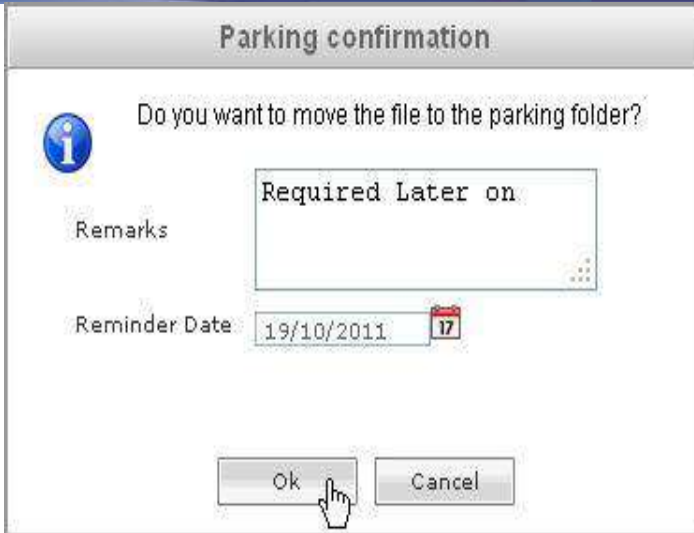 Parking confirmation
Do you want to move the file to the parking folder?
Remarks
Required Later on
Reminder Date
19/10/2011
17
Ok
Cancel